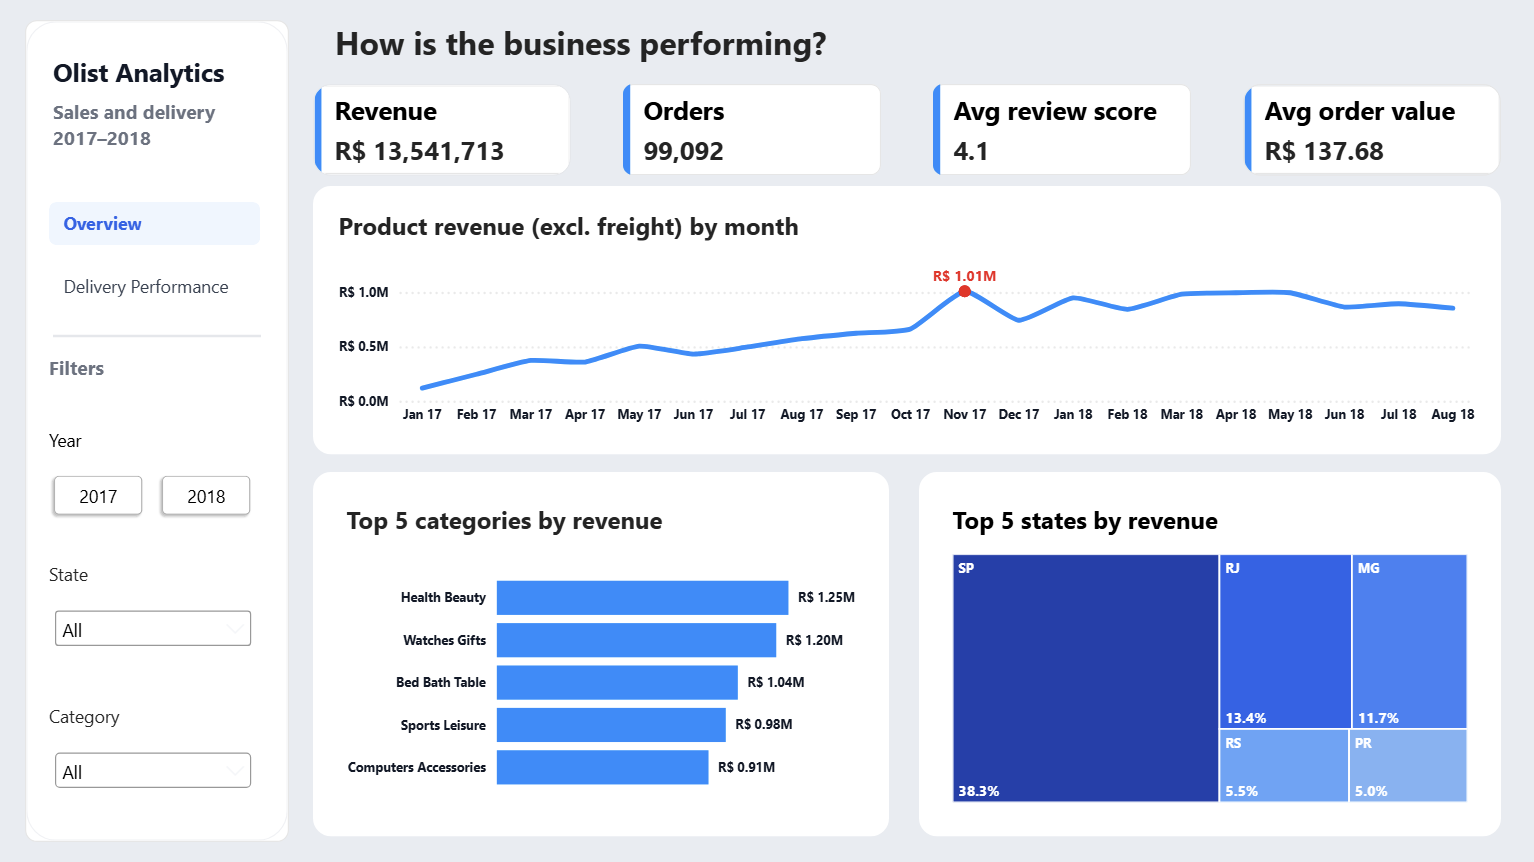 Olist Analytics
Sales and delivery
2017–2018
Overview
Delivery Performance
Filters
Year
2017
2018
State
All
Category
All
How is the business performing?
Revenue
R$ 13,541,713
Orders
99,092
Avg review score
4.1
Avg order value
R$ 137.68
Product revenue (excl. freight) by month
R$ 1.01M
R$ 1.0M
R$ 0.5M
R$ 0.0M
Jan 17 Feb 17 Mar 17 Apr 17 May 17 Jun 17 Jul 17 Aug 17 Sep 17 Oct 17 Nov 17 Dec 17 Jan 18 Feb 18 Mar 18 Apr 18 May 18 Jun 18 Jul 18 Aug 18
Top 5 categories by revenue
Health Beauty R$ 1.25M
Watches Gifts R$ 1.20M
Bed Bath Table R$ 1.04M
Sports Leisure R$ 0.98M
Computers Accessories R$ 0.91M
Top 5 states by revenue
SP
38.3%
RJ
13.4%
MG
11.7%
RS
5.5%
PR
5.0%